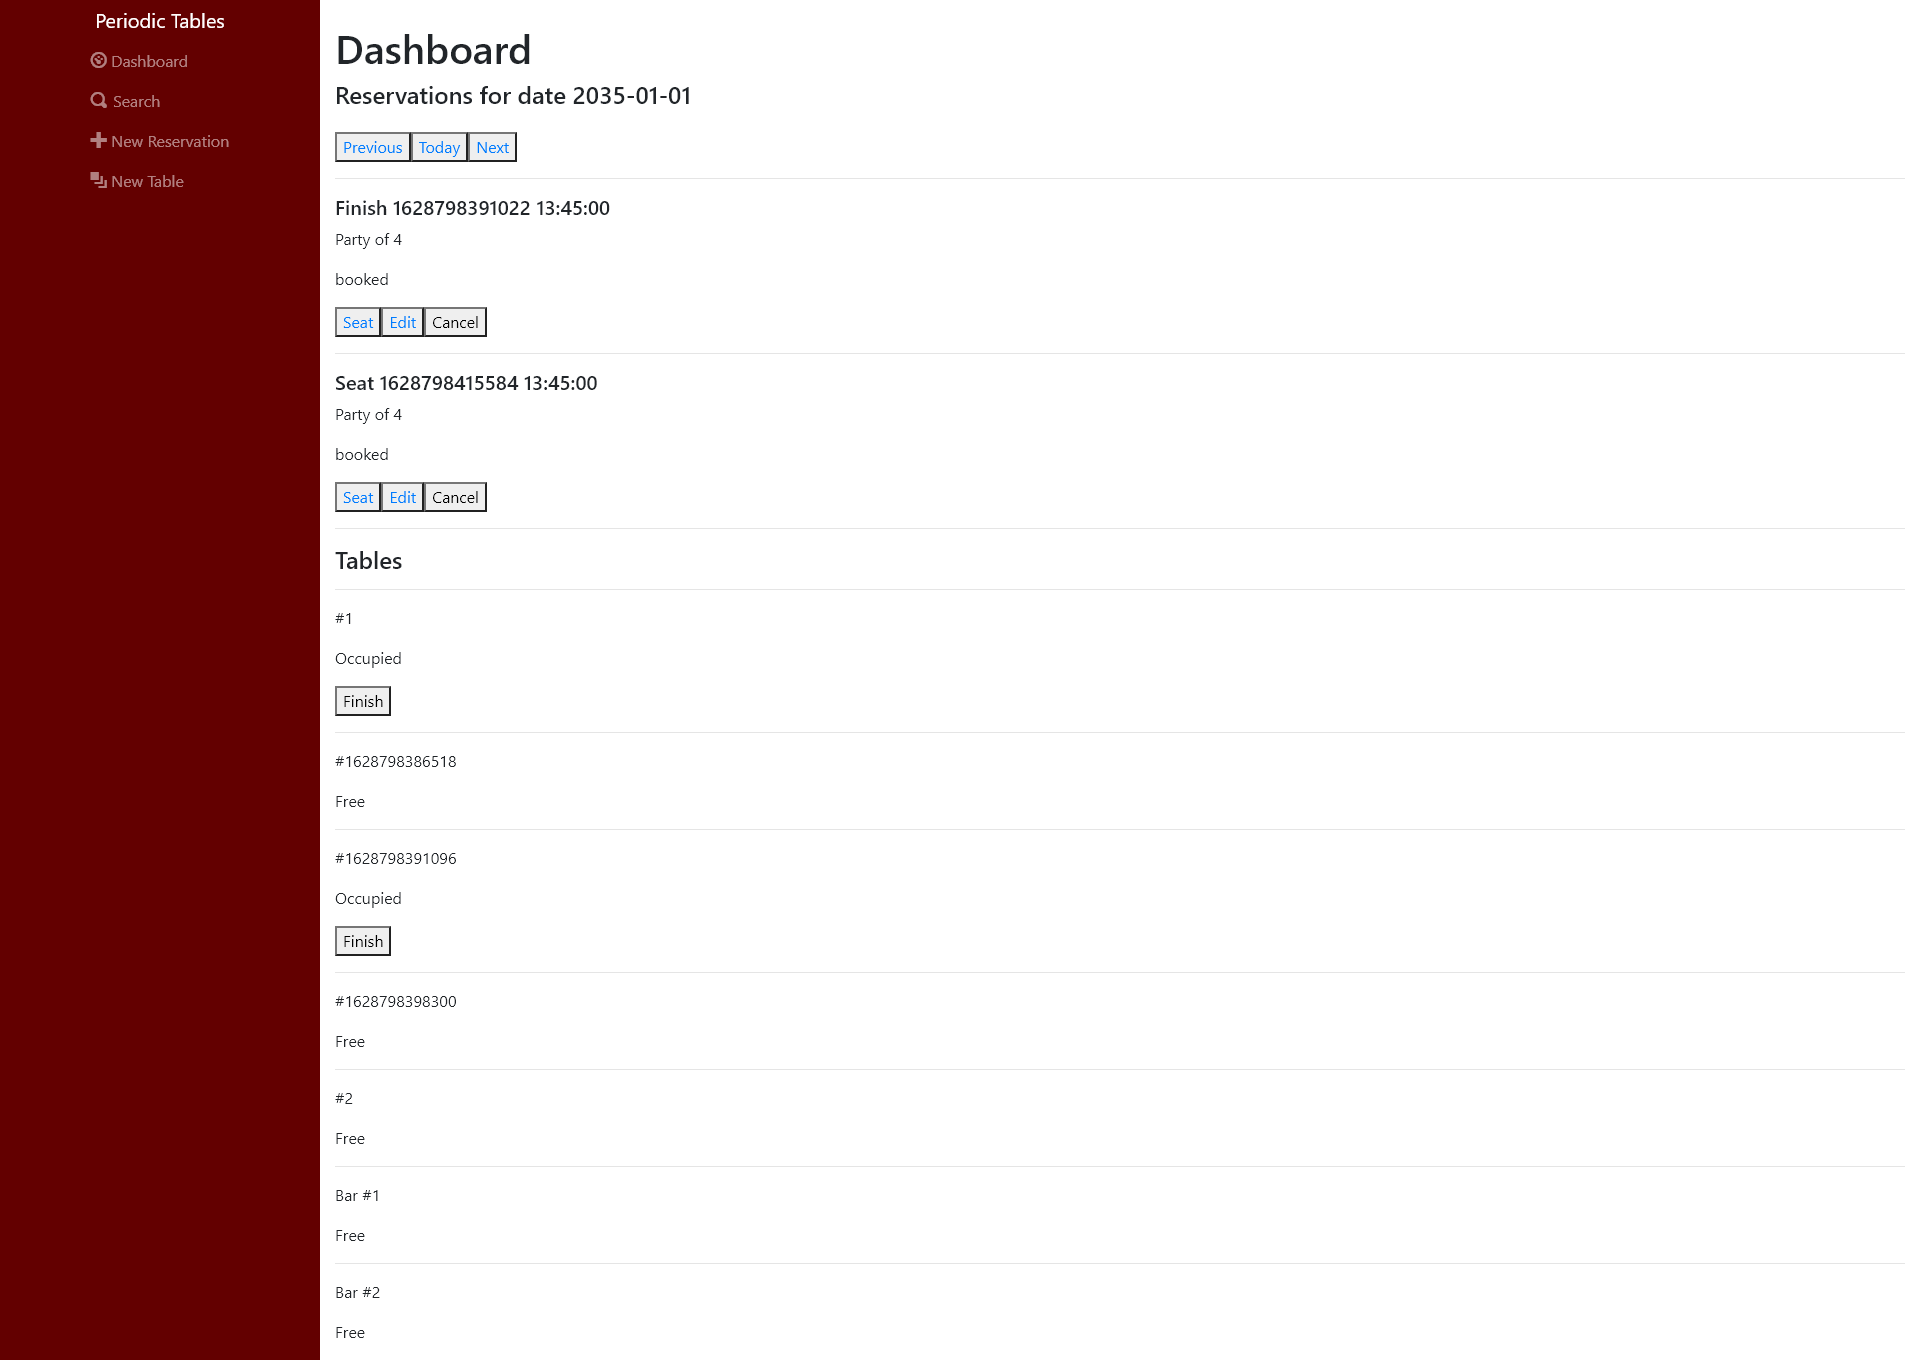 Periodic Tables
Dashboard
Search
New Reservation
New Table
Dashboard
Reservations for date 2035-01-01
Previous Today Next
Finish 1628798391022 13:45:00
Party of 4
booked
Seat Edit Cancel
Seat 1628798415584 13:45:00
Party of 4
booked
Seat Edit Cancel
Tables
#1
Occupied
Finish
#1628798386518
Free
#1628798391096
Occupied
Finish
#1628798398300
Free
#2
Free
Bar #1
Free
Bar #2
Free